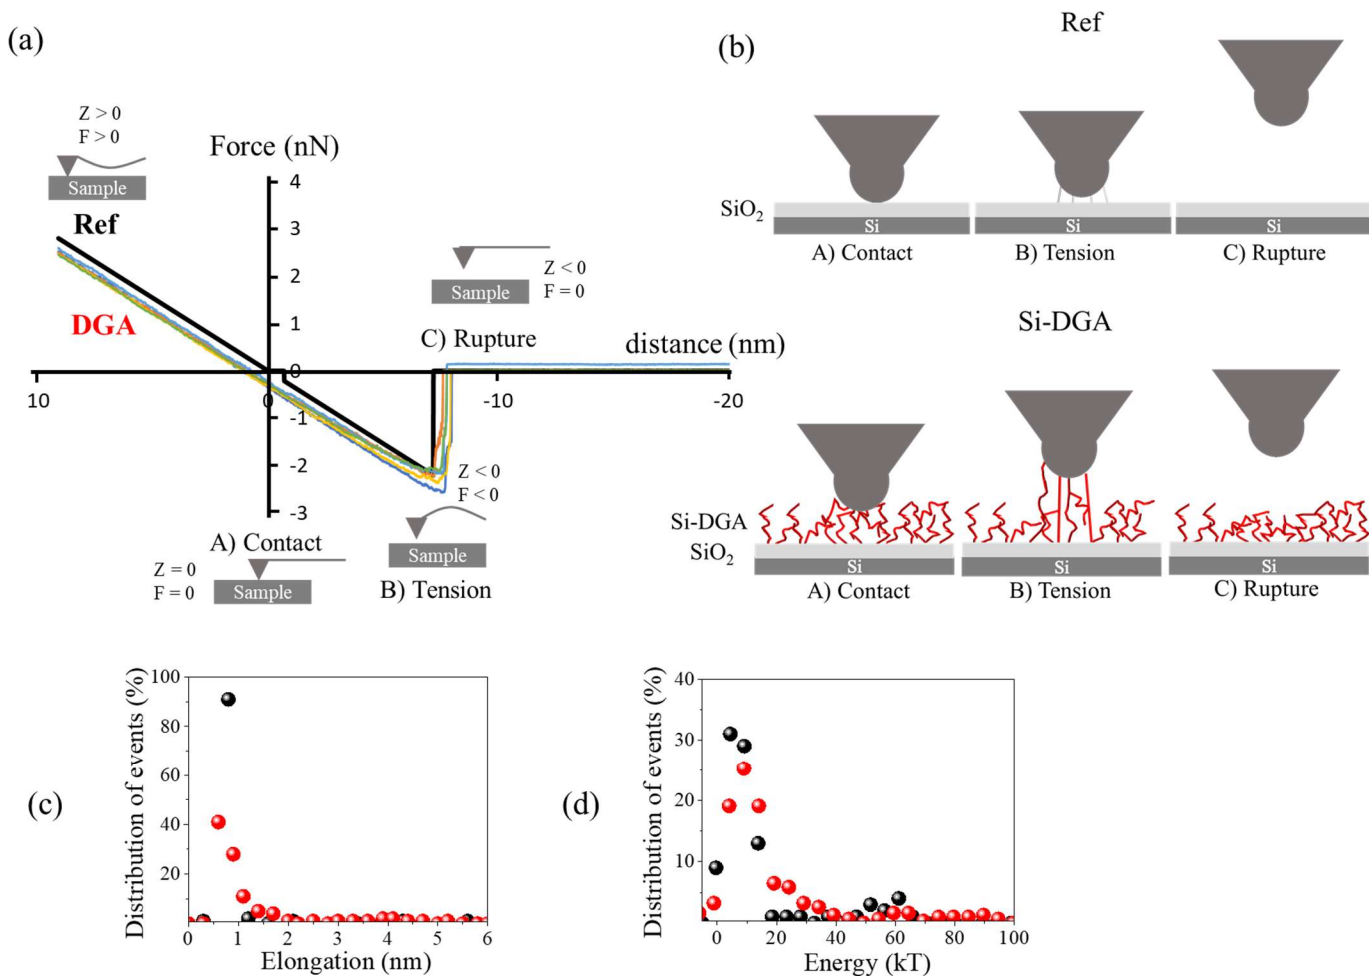 (a)
Z > 0
F > 0
Sample
Ref
DGA
Force (nN)
4
3
2
1
0
-1
-2
-3
10
0
-10
-20
distance (nm)
Z < 0
F = 0
Sample
C) Rupture
Z < 0
F < 0
Sample
B) Tension
A) Contact
Z = 0
F = 0
Sample
(b)
Ref
SiO2
Si
Si
Si
A) Contact
B) Tension
C) Rupture
Si-DGA
Si-DGA
SiO2
Si
Si
Si
A) Contact
B) Tension
C) Rupture
(c)
Distribution of events (%)
100
80
60
40
20
0
1
2
3
4
5
6
Elongation (nm)
(d)
Distribution of events (%)
40
30
20
10
0
20
40
60
80
100
Energy (kT)